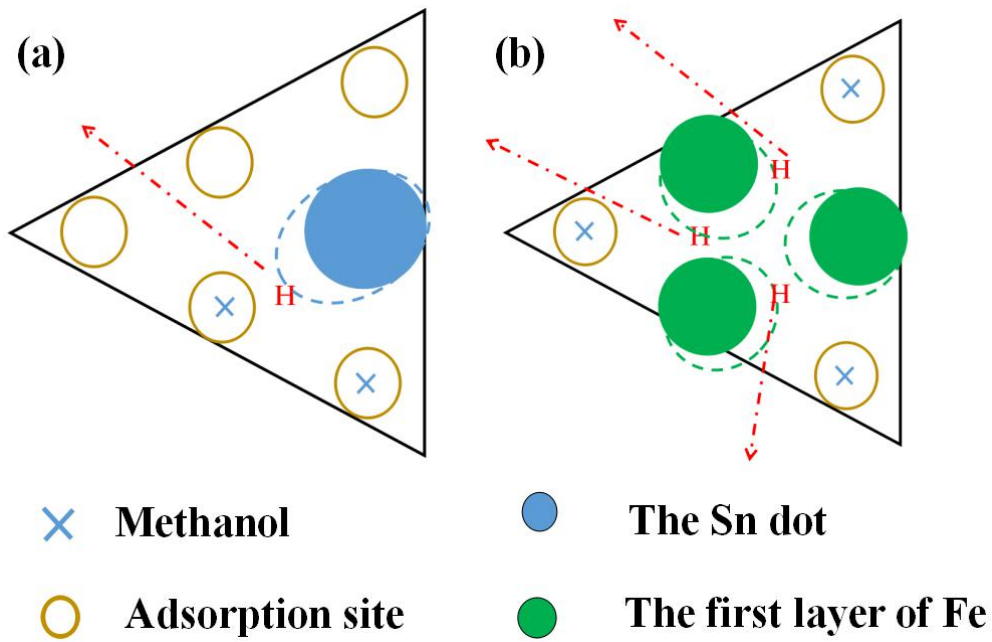 (a)
(b)
H
H
H
H
Methanol
The Sn dot
Adsorption site
The first layer of Fe